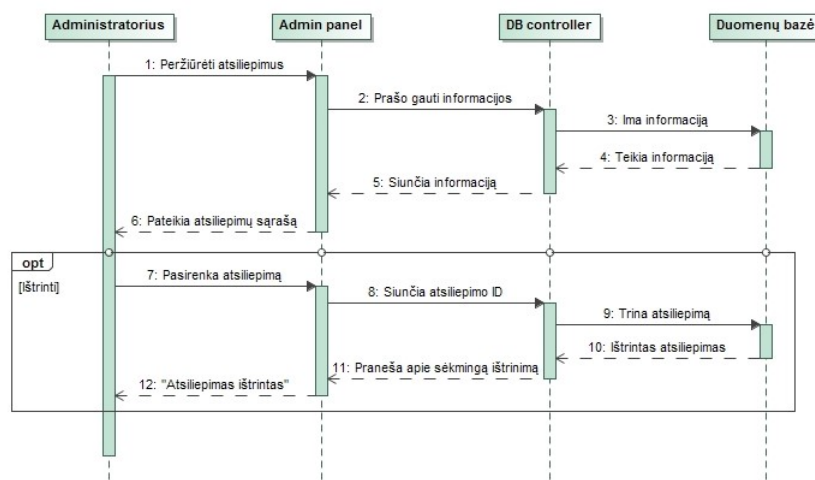 Administratorius
Admin panel
DB controller
Duomenų bazė
1: Peržiūrėti atsiliepimus
2: Prašo gauti informacijos
3: Ima informaciją
4: Teikia informaciją
5: Siunčia informaciją
6: Pateikia atsiliepimų sąrašą
opt
[Ištrinti]
7: Pasirenka atsiliepimą
8: Siunčia atsiliepimo ID
9: Trina atsiliepimą
10: Ištrintas atsiliepimas
11: Praneša apie sėkmingą ištrinimą
12: "Atsiliepimas ištrintas"